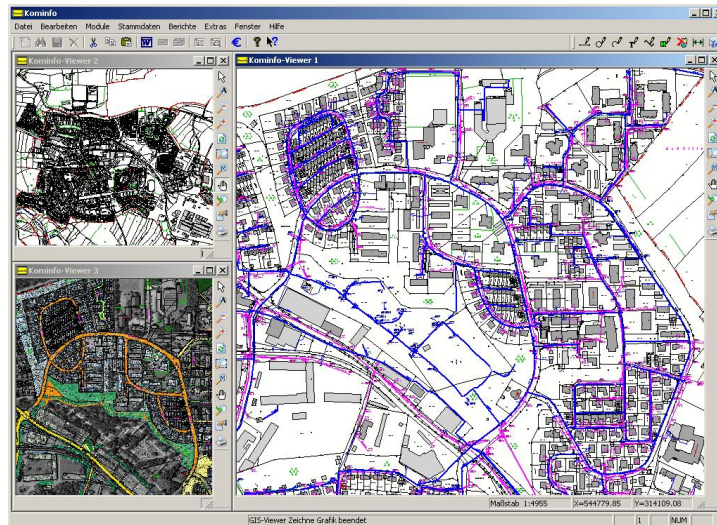 Kominfo
Datei Bearbeiten Module Stammdaten Berichte Extras Fenster Hilfe
Kominfo-Viewer 2
Kominfo-Viewer 1
Kominfo-Viewer 3
Maßstab 1:4955 X=544779.85 Y=314109.08
GIS-Viewer Zeichne Grafik beendet 1 NUM